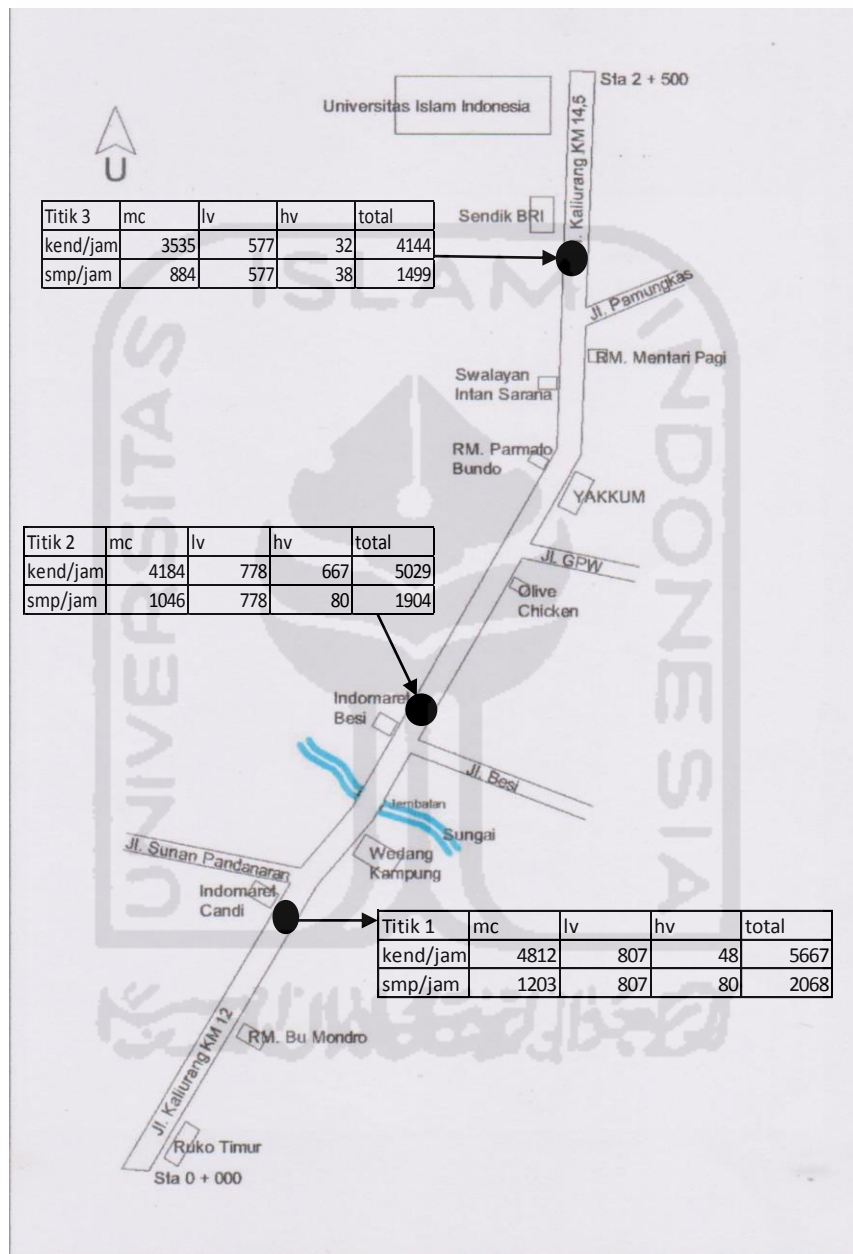 Sta 2 + 500
Universitas Islam Indonesia
Jl. Kaliurang KM 14,5
U
Titik 3 mc lv hv total
kend/jam 3535 577 32 4144
smp/jam 884 577 38 1499
Sendik BRI
Jl. Pamungkas
RM. Mentari Pagi
Swalayan
Intan Sarana
RM. Parmato
Bundo
YAKKUM
Titik 2 mc lv hv total
kend/jam 4184 778 667 5029
smp/jam 1046 778 80 1904
Jl. GPW
Olive
Chicken
Indomaret
Besi
Jl. Besi
Jembatan
Sungai
Jl. Sunan Pandanaran
Wedang
Kampung
Indomaret
Candi
Titik 1 mc lv hv total
kend/jam 4812 807 48 5667
smp/jam 1203 807 80 2068
Jl. Kaliurang KM 12
RM. Bu Mondro
Ruko Timur
Sta 0 + 000
UNIVERSITAS
ISLAM
INDONESIA